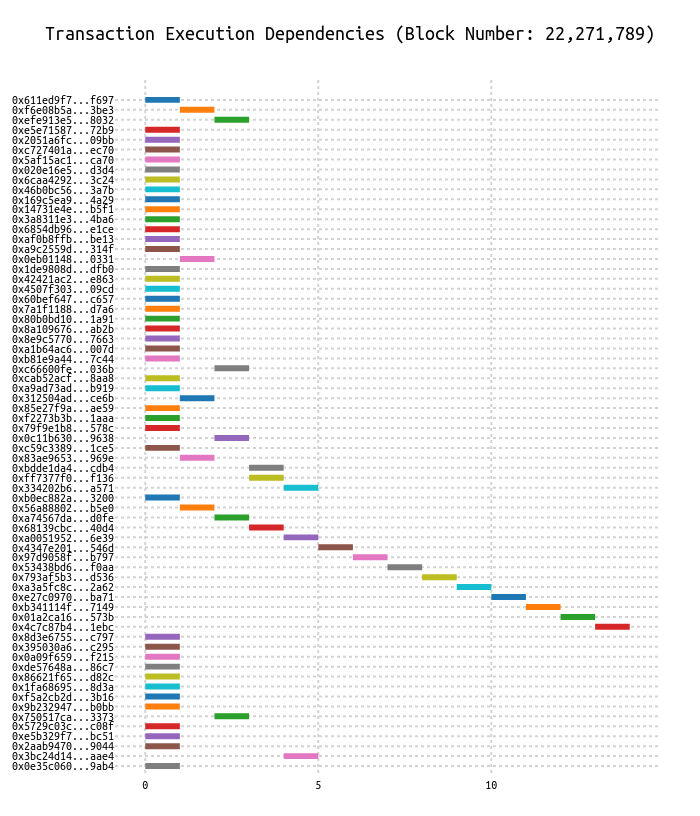 Transaction Execution Dependencies (Block Number: 22,271,789)
0x611ed9f7...f697
0xf6e08b5a...3be3
0xefe913e5...8032
0xe5e71587...72b9
0x2051a6fc...09bb
0xc727401a...ec70
0x5af15ac1...ca70
0x020e16e5...d3d4
0x6caa4292...3c24
0x46b0bc56...3a7b
0x169c5ea9...4a29
0x14731e4e...b5f1
0x3a8311e3...4ba6
0x6854db96...e1ce
0xaf0b8ffb...be13
0xa9c2559d...314f
0x0eb01148...0331
0x1de9808d...dfb0
0x42421ac2...e863
0x4507f303...09cd
0x60bef647...c657
0x7a1f1188...d7a6
0x80b0bd10...1a91
0x8a109676...ab2b
0x8e9c5770...7663
0xa1b64ac6...007d
0xb81e9a44...7c44
0xc66600fe...036b
0xcab52acf...8aa8
0xa9ad73ad...b919
0x312504ad...ce6b
0x85e27f9a...ae59
0xf2273b3b...1aaa
0x79f9e1b8...578c
0x0c11b630...9638
0xc59c3389...1ce5
0x83ae9653...969e
0xbdde1da4...cdb4
0xff7377f0...f136
0x334202b6...a571
0xb0ec882a...3200
0x56a88802...b5e0
0xa74567da...d0fe
0x68139cbc...40d4
0xa0051952...6e39
0x4347e201...546d
0x97d9058f...b797
0x53438bd6...f0aa
0x793af5b3...d536
0xa3a5fc8c...2a62
0xe27c0970...ba71
0xb341114f...7149
0x01a2ca16...573b
0x4c7c87b4...1ebc
0x8d3e6755...c797
0x395030a6...c295
0x0a09f659...f215
0xde57648a...86c7
0x86621f65...d82c
0x1fa68695...8d3a
0xf5a2cb2d...3b16
0x9b232947...b0bb
0x750517ca...3373
0x5729c03c...c08f
0xe5b329f7...bc51
0x2aab9470...9044
0x3bc24d14...aae4
0x0e35c060...9ab4
0 5 10